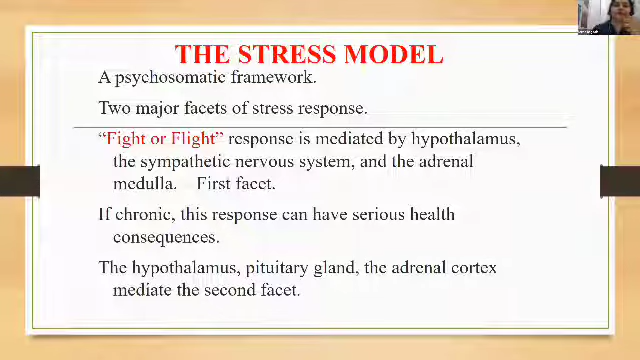 THE STRESS MODEL
A psychosomatic framework.
Two major facets of stress response.
“Fight or Flight” response is mediated by hypothalamus,
the sympathetic nervous system, and the adrenal
medulla. First facet.
If chronic, this response can have serious health
consequences.
The hypothalamus, pituitary gland, the adrenal cortex
mediate the second facet.